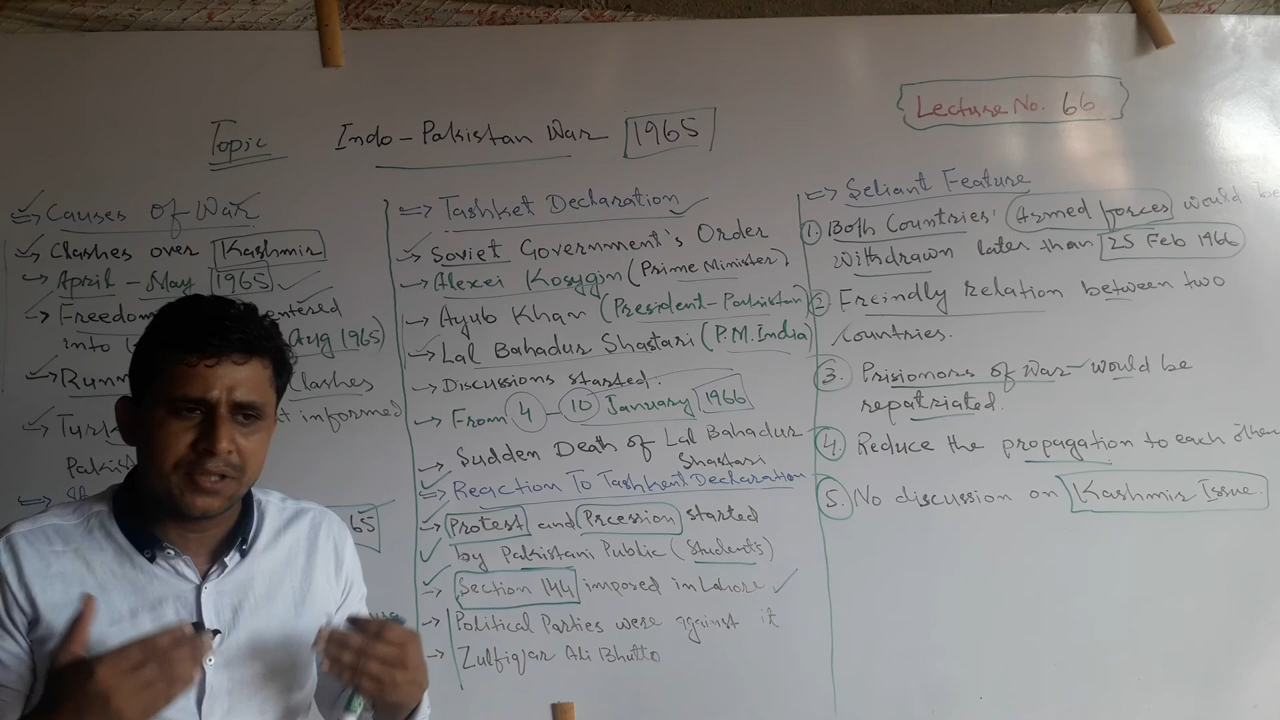 Lecture No. 66
Topic Indo-Pakistan War 1965
=> Causes of War
-> Clashes over Kashmir
-> April - May 1965
-> Freedom entered
into Aug 1965)
-> Clashes
-> informed
Pakis
65
=> Tashket Declaration
-> Soviet Government's Order
-> Alexei Kosygin (Prime Minister)
-> Ayub Khan (President-Pakistan)
-> Lal Bahadur Shastari (P.M. India)
-> Discussions started.
-> From 4 - 10 January 1966
-> Sudden Death of Lal Bahadur
Shastari
=> Reaction To Tashkent Declaration
-> Protest and Prcession started
by Pakistani Public (Students)
-> Section 144 imposed in Lahore
-> Political Parties were against it
-> Zulfiqar Ali Bhutto
=> Seliant Feature
1. Both Countries' Armed forces would be
withdrawn later than 25 Feb 1966
2. Freindly relation between two
countries.
3. Prisionors of War would be
repatriated.
4. Reduce the propagation to each other
5. No discussion on Kashmir Issue.